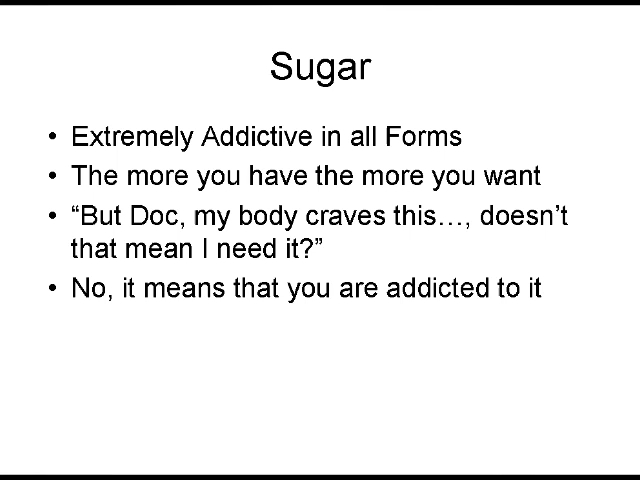 Sugar
• Extremely Addictive in all Forms
• The more you have the more you want
• “But Doc, my body craves this…, doesn’t
that mean I need it?”
• No, it means that you are addicted to it